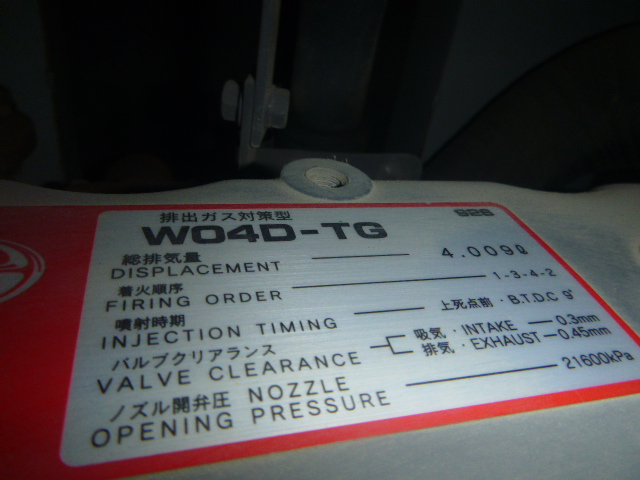 排出ガス対策型 926
W04D-TG
総排気量 4.009ℓ
DISPLACEMENT
着火順序 1-3-4-2
FIRING ORDER
噴射時期 上死点割・B.T.D.C 9°
INJECTION TIMING
バルブクリアランス 吸気・INTAKE 0.3mm
VALVE CLEARANCE 排気・EXHAUST 0.45mm
ノズル開弁圧 NOZZLE 21600kPa
OPENING PRESSURE